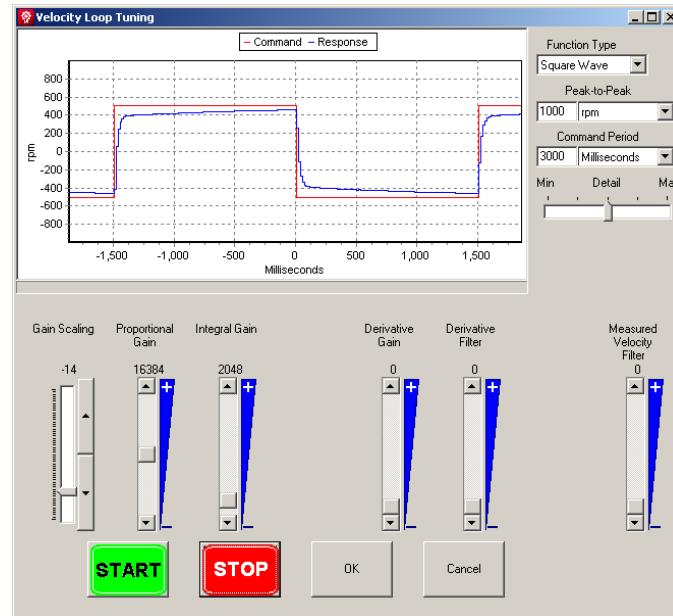 Velocity Loop Tuning
Command Response
rpm
800
600
400
200
0
-200
-400
-600
-800
-1,500 -1,000 -500 0 500 1,000 1,500
Milliseconds
Function Type
Square Wave
Peak-to-Peak
1000 rpm
Command Period
3000 Milliseconds
Min Detail Ma
Gain Scaling
-14
Proportional
Gain
16384
Integral Gain
2048
Derivative
Gain
0
Derivative
Filter
0
Measured
Velocity
Filter
0
START STOP OK Cancel